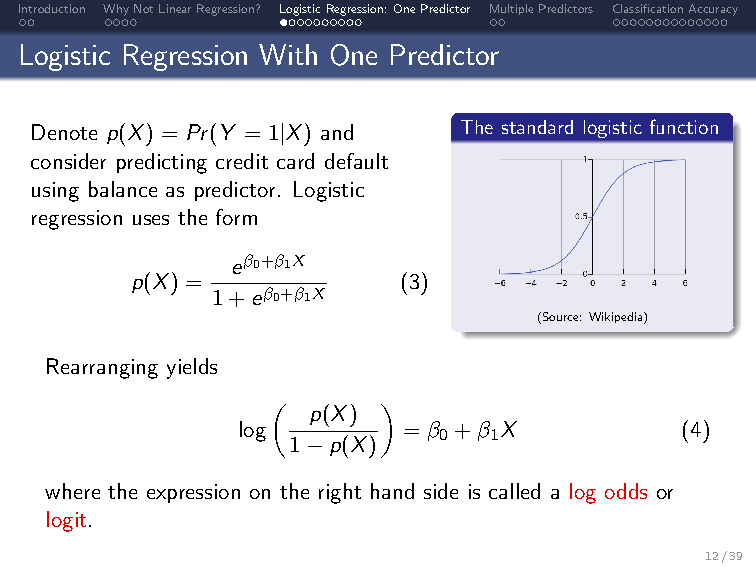 Introduction Why Not Linear Regression? Logistic Regression: One Predictor Multiple Predictors Classification Accuracy
Logistic Regression With One Predictor
Denote p(X) = Pr(Y = 1|X) and
consider predicting credit card default
using balance as predictor. Logistic
regression uses the form
p(X) = e^{β₀+β₁X} / (1 + e^{β₀+β₁X}) (3)
The standard logistic function
1
0.5
0
−6 −4 −2 0 2 4 6
(Source: Wikipedia)
Rearranging yields
log( p(X) / (1 − p(X)) ) = β₀ + β₁X (4)
where the expression on the right hand side is called a log odds or
logit.
12 / 39